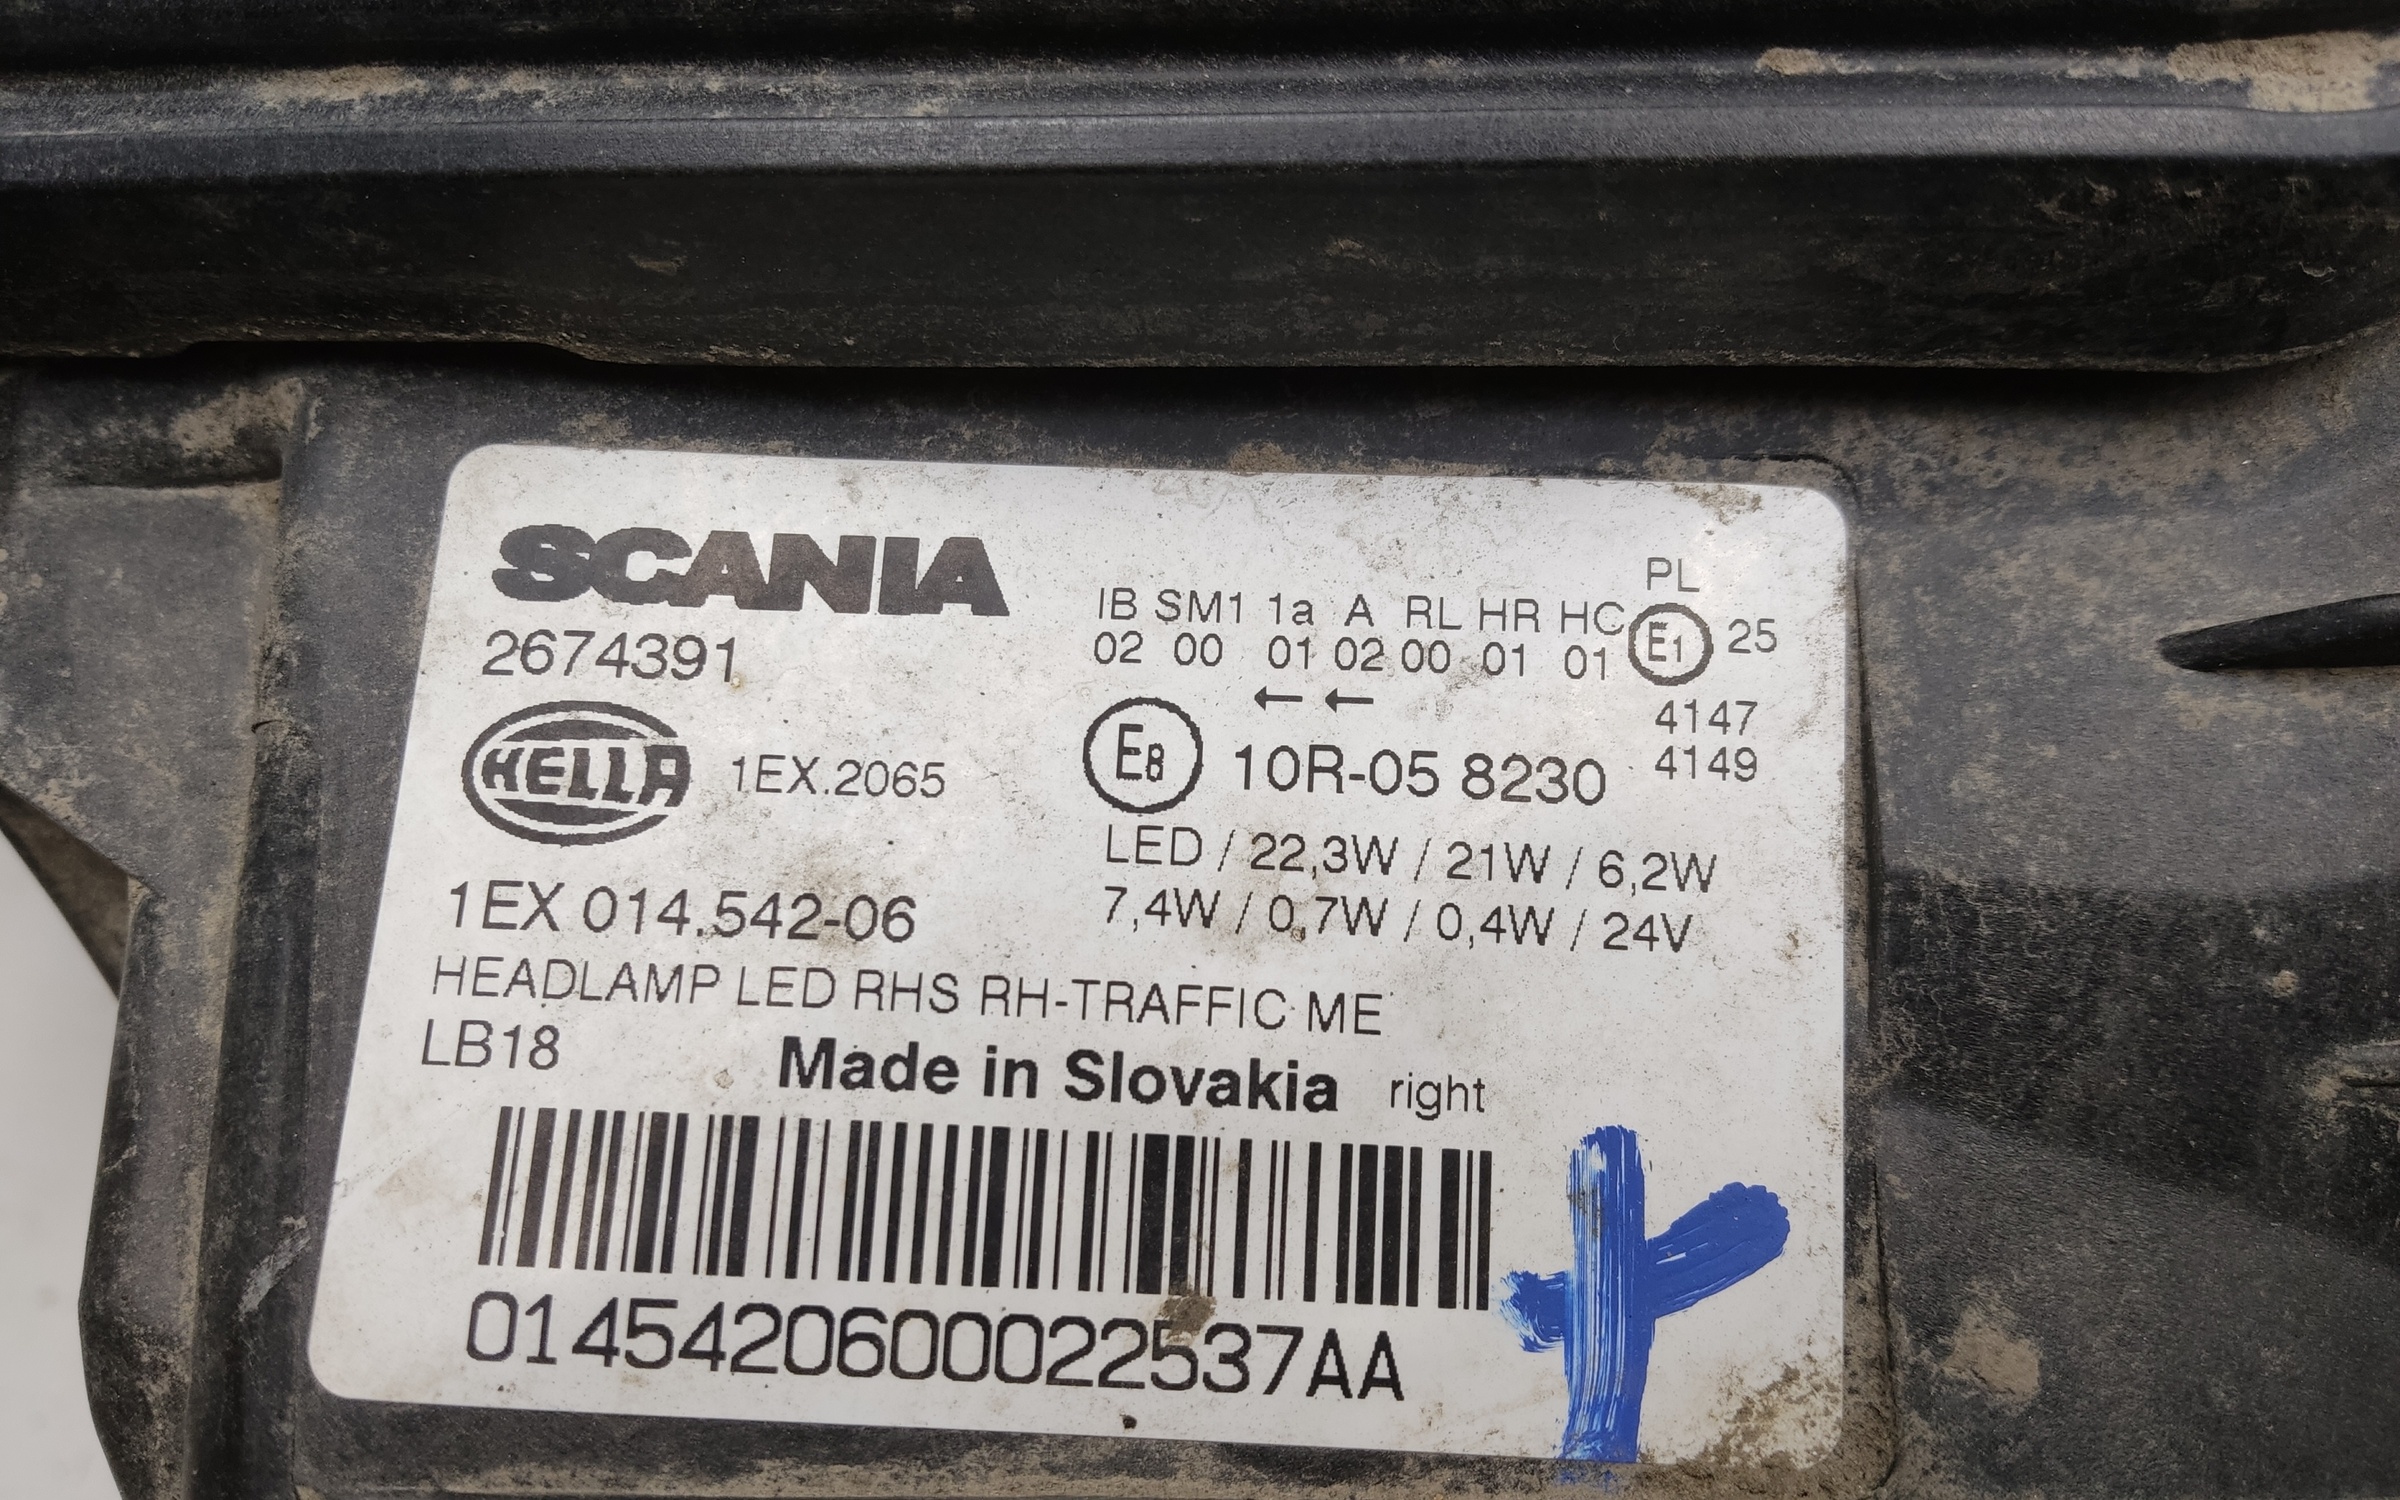 SCANIA
2674391
HELLA 1EX.2065
1EX 014.542-06
PL
IB SM1 1a A RL HR HC
02 00 01 02 00 01 01 E1 25
← ←
4147
E8 10R-05 8230 4149
LED / 22,3W / 21W / 6,2W
7,4W / 0,7W / 0,4W / 24V
HEADLAMP LED RHS RH-TRAFFIC ME
LB18 Made in Slovakia right
01454206000022537AA